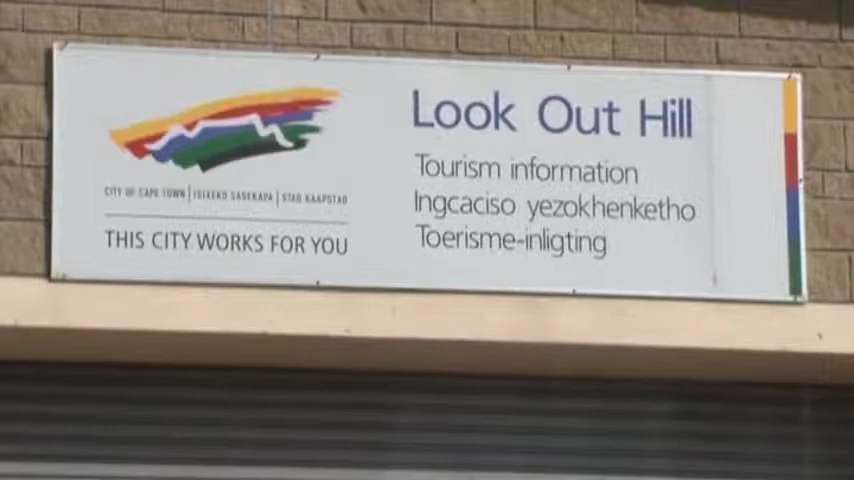 CITY OF CAPE TOWN | ISIXEKO SASEKAPA | STAD KAAPSTAD
THIS CITY WORKS FOR YOU
Look Out Hill
Tourism information
Ingcaciso yezokhenketho
Toerisme-inligting